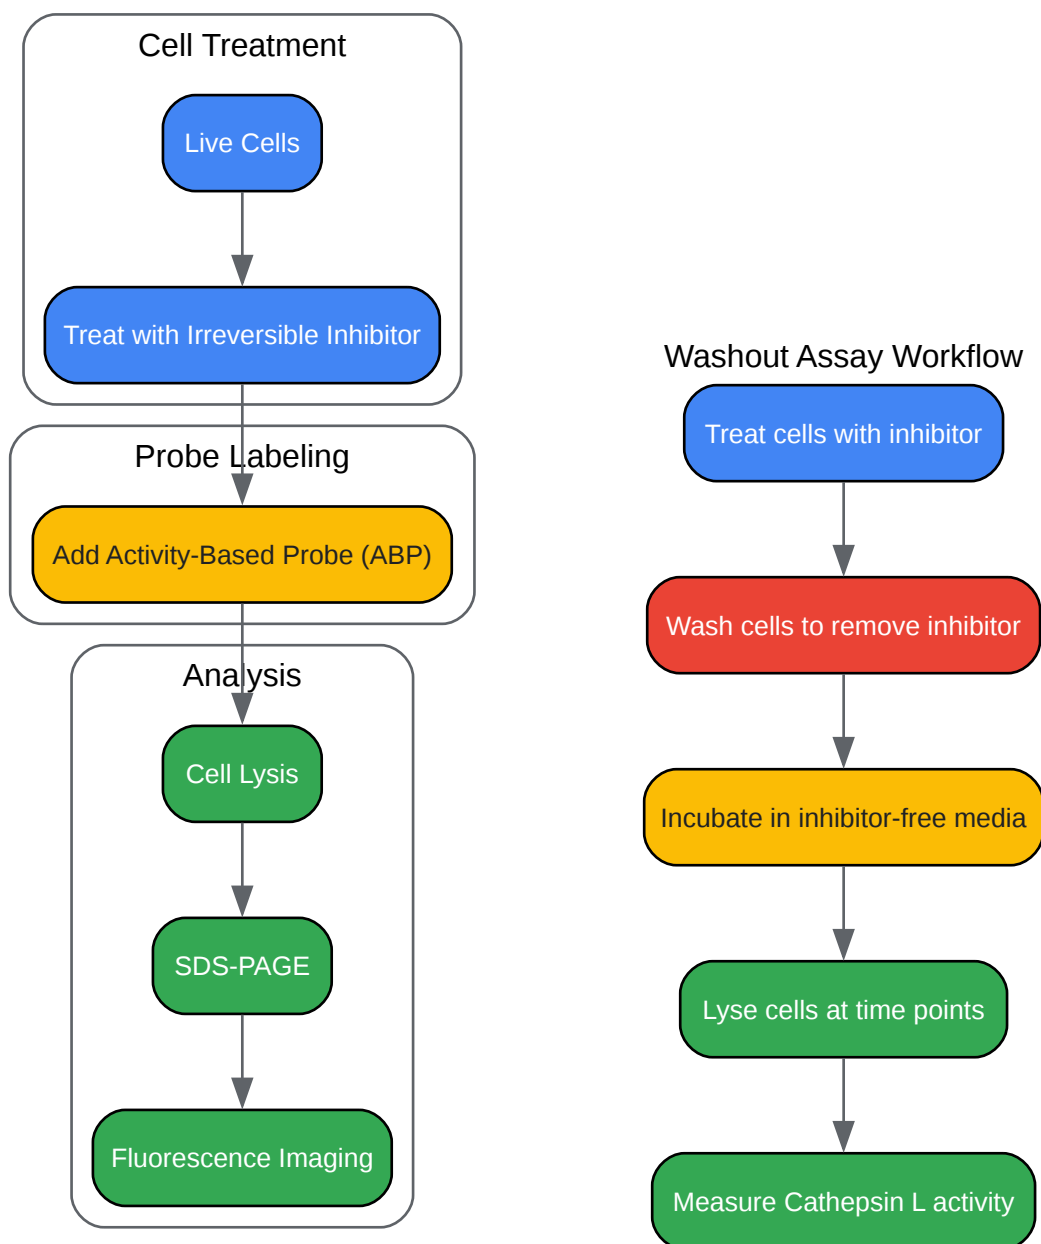 Cell Treatment
Live Cells
Treat with Irreversible Inhibitor
Probe Labeling
Add Activity-Based Probe (ABP)
Analysis
Cell Lysis
SDS-PAGE
Fluorescence Imaging
Washout Assay Workflow
Treat cells with inhibitor
Wash cells to remove inhibitor
Incubate in inhibitor-free media
Lyse cells at time points
Measure Cathepsin L activity